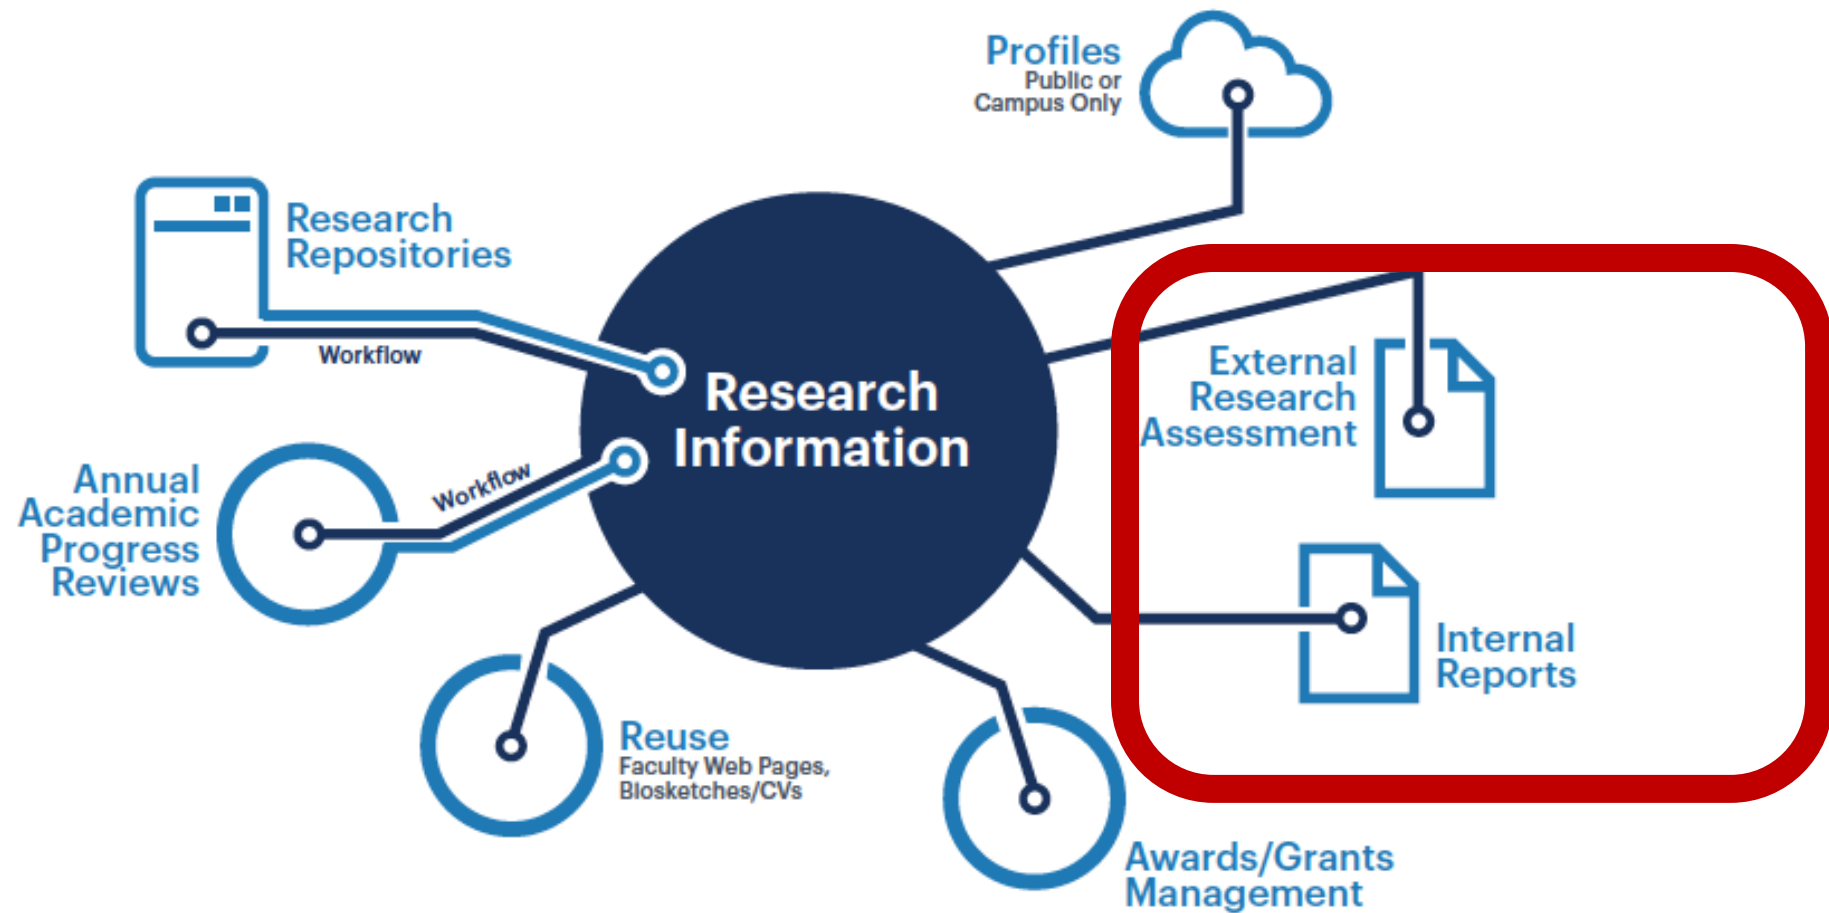 Profiles
Public or
Campus Only
Research
Repositories
Workflow
External
Research
Assessment
Research
Information
Annual
Academic
Progress
Reviews
Workflow
Internal
Reports
Reuse
Faculty Web Pages,
Biosketches/CVs
Awards/Grants
Management